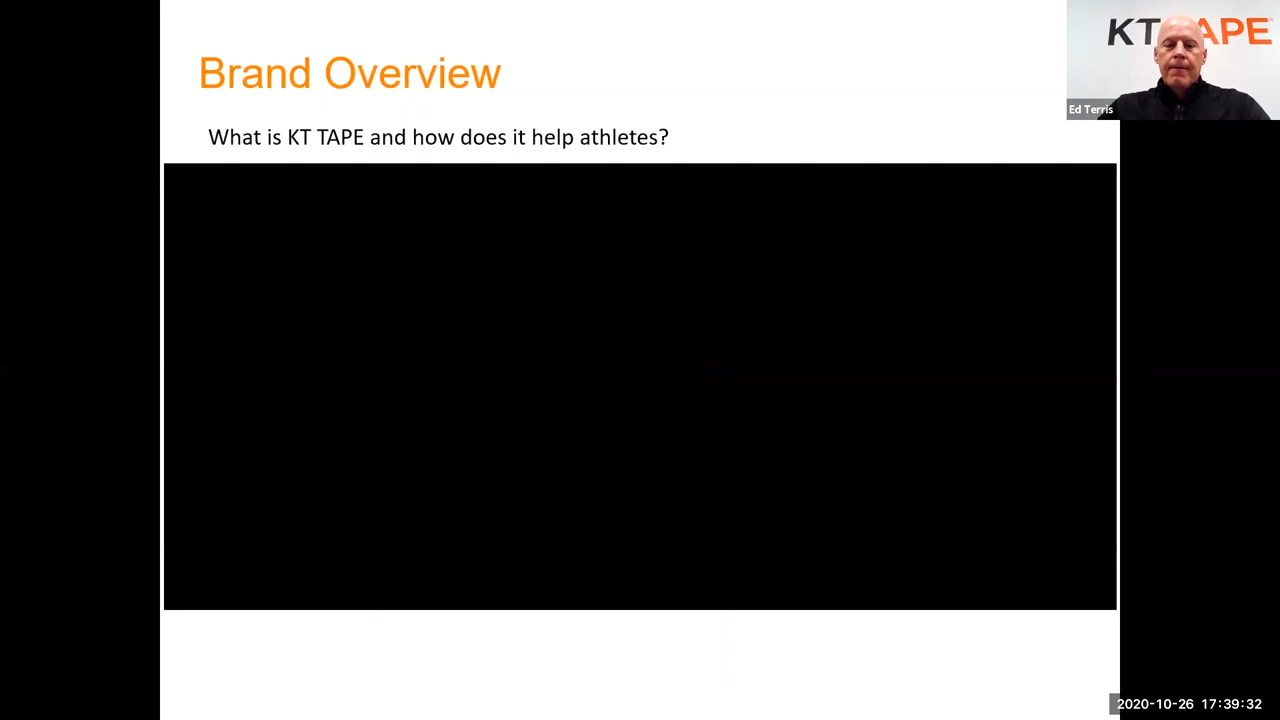 Brand Overview
What is KT TAPE and how does it help athletes?
KT APE
Ed Terris
2020-10-26 17:39:32